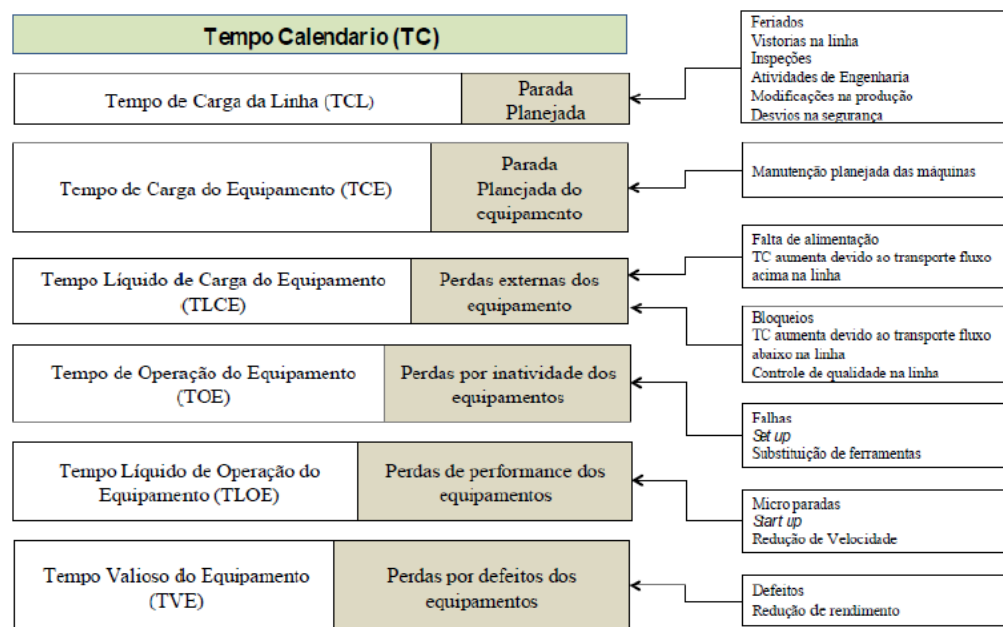 Tempo Calendario (TC)
Feriados
Vistorias na linha
Inspeções
Atividades de Engenharia
Modificações na produção
Desvios na segurança
Tempo de Carga da Linha (TCL)
Parada
Planejada
Tempo de Carga do Equipamento (TCE)
Parada
Planejada do
equipamento
Manutenção planejada das máquinas
Tempo Líquido de Carga do Equipamento
(TLCE)
Perdas externas dos
equipamento
Falta de alimentação
TC aumenta devido ao transporte fluxo
acima na linha
Bloqueios
TC aumenta devido ao transporte fluxo
abaixo na linha
Controle de qualidade na linha
Tempo de Operação do Equipamento
(TOE)
Perdas por inatividade dos
equipamentos
Falhas
Set up
Substituição de ferramentas
Tempo Líquido de Operação do
Equipamento (TLOE)
Perdas de performance dos
equipamentos
Micro paradas
Start up
Redução de Velocidade
Tempo Valioso do Equipamento
(TVE)
Perdas por defeitos dos
equipamentos
Defeitos
Redução de rendimento